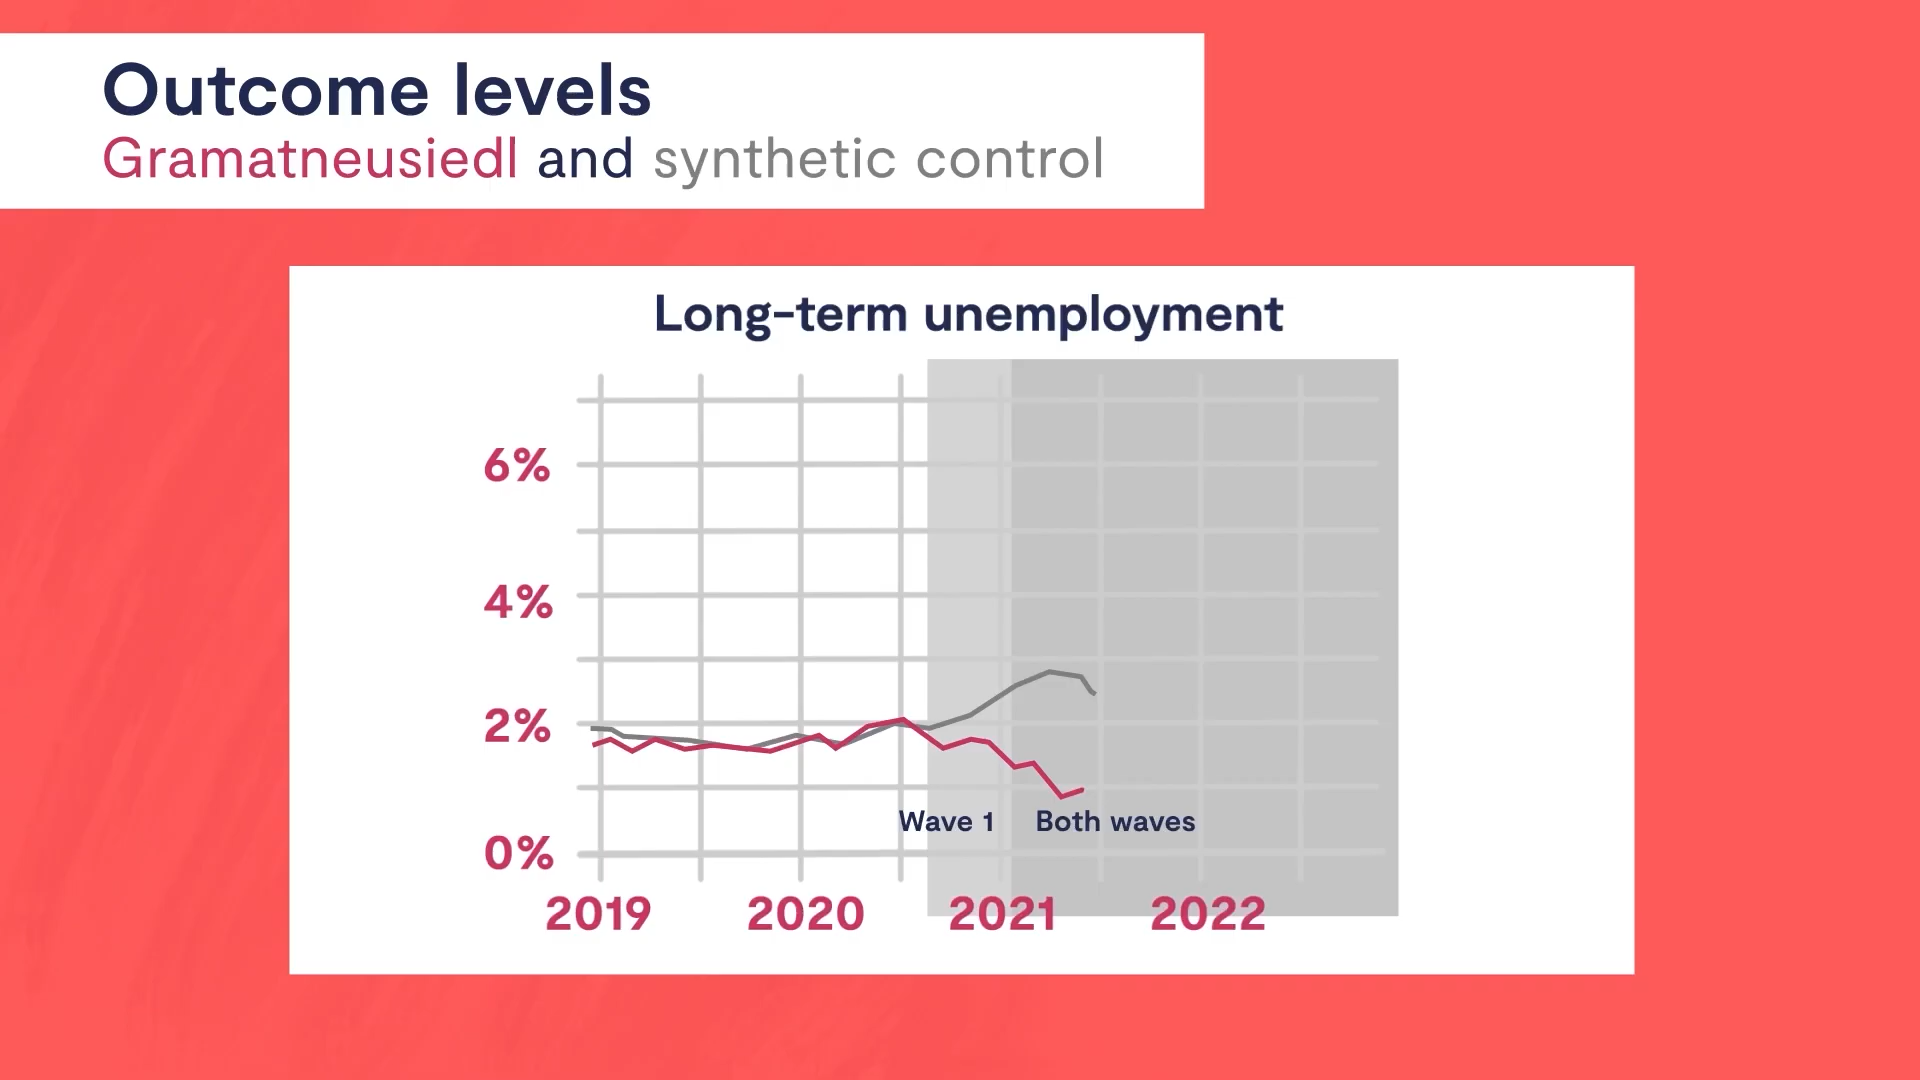 Outcome levels
Gramatneusiedl and synthetic control
Long-term unemployment
6%
4%
2%
0%
Wave 1
Both waves
2019
2020
2021
2022